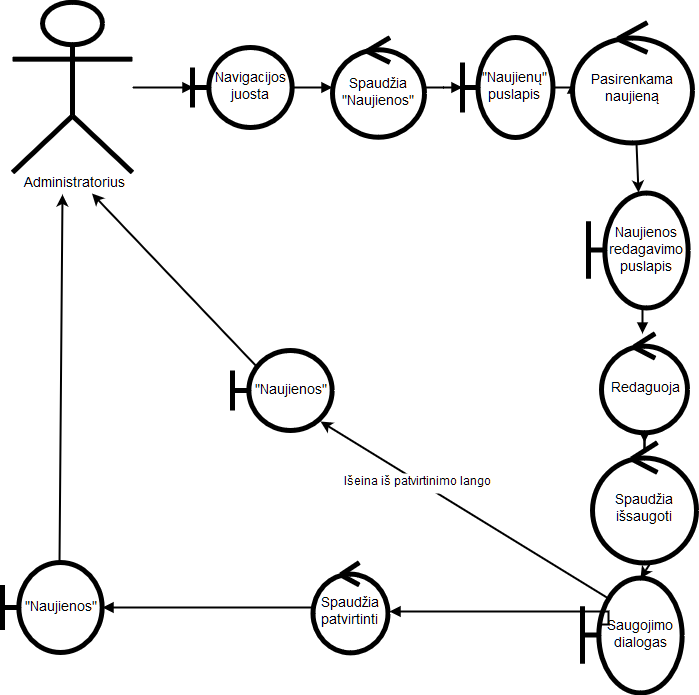 Navigacijos
juosta
Spaudžia
"Naujienos"
"Naujienų"
puslapis
Pasirenkama
naujieną
Administratorius
Naujienos
redagavimo
puslapis
"Naujienos"
Redaguoja
Išeina iš patvirtinimo lango
Spaudžia
išsaugoti
"Naujienos"
Spaudžia
patvirtinti
Saugojimo
dialogas